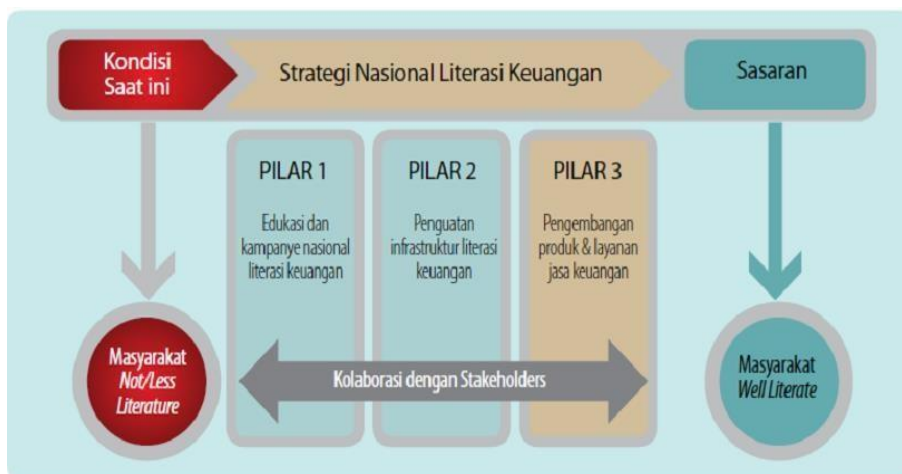 Kondisi
Saat ini
Strategi Nasional Literasi Keuangan
Sasaran
PILAR 1
Edukasi dan
kampanye nasional
literasi keuangan
PILAR 2
Penguatan
infrastruktur literasi
keuangan
PILAR 3
Pengembangan
produk & layanan
jasa keuangan
Masyarakat
Not/Less
Literature
Kolaborasi dengan Stakeholders
Masyarakat
Well Literate